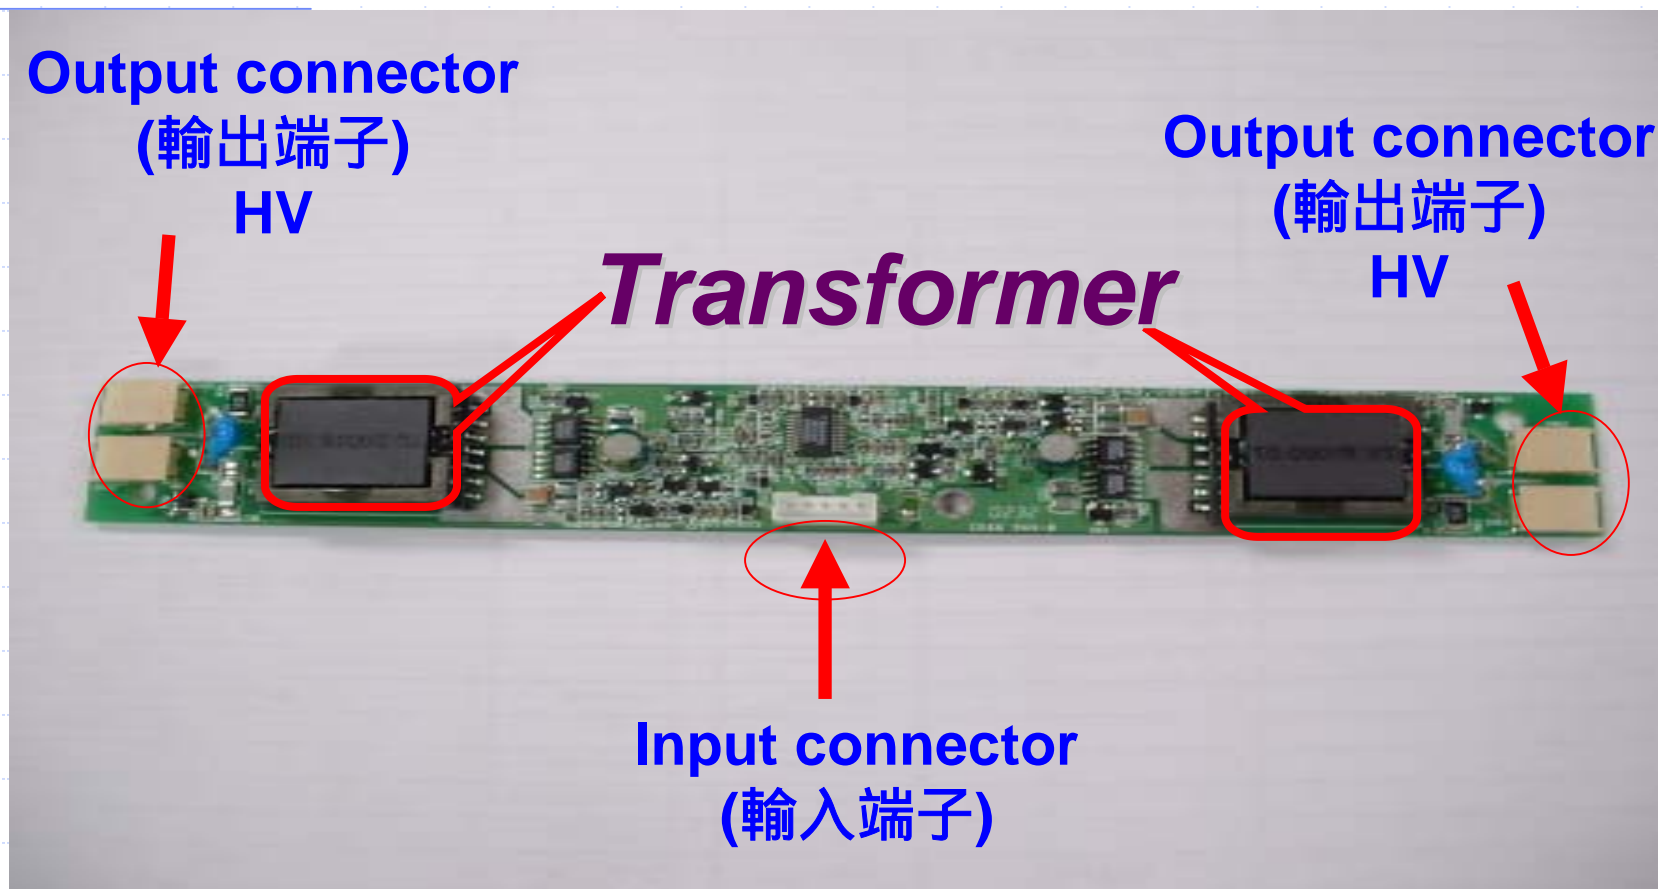 Output connector
(輸出端子)
HV
Output connector
(輸出端子)
HV
Transformer
Input connector
(輸入端子)